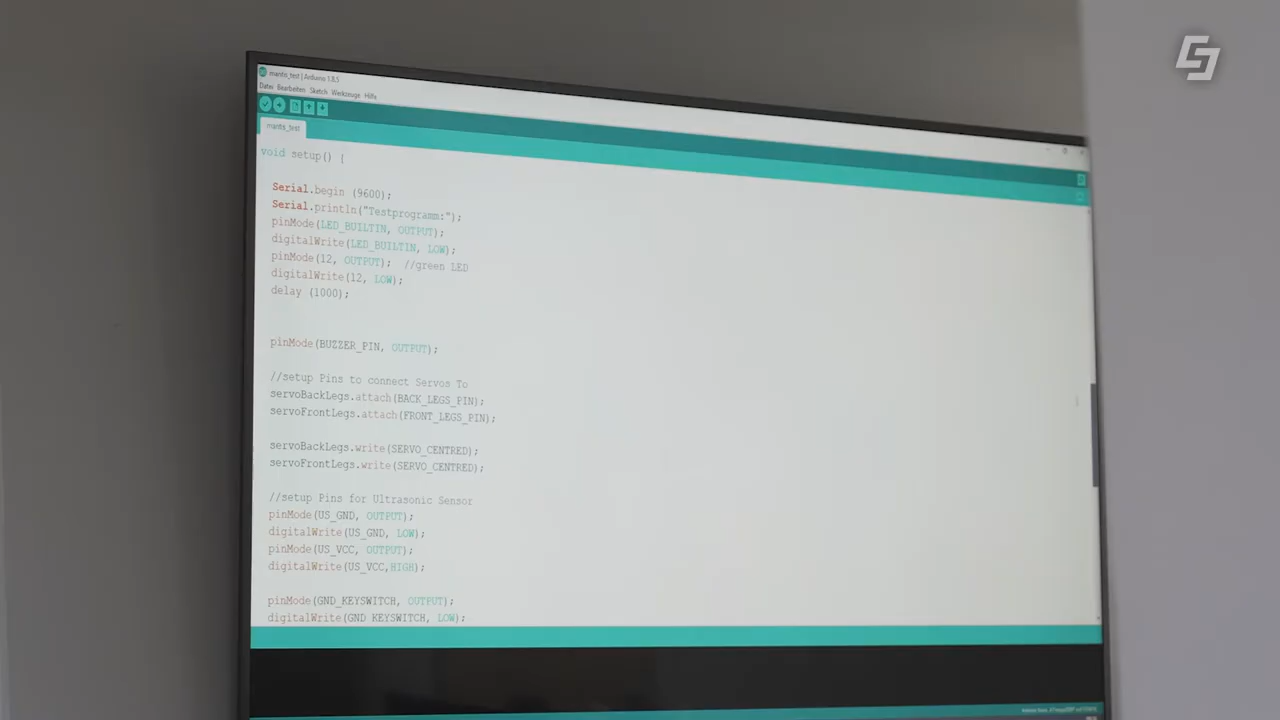 mantis_test | Arduino 1.8.5
Datei Bearbeiten Sketch Werkzeuge Hilfe
mantis_test
void setup() {
Serial.begin (9600);
Serial.println("Testprogramm:");
pinMode(LED_BUILTIN, OUTPUT);
digitalWrite(LED_BUILTIN, LOW);
pinMode(12, OUTPUT); //green LED
digitalWrite(12, LOW);
delay (1000);
pinMode(BUZZER_PIN, OUTPUT);
//setup Pins to connect Servos To
servoBackLegs.attach(BACK_LEGS_PIN);
servoFrontLegs.attach(FRONT_LEGS_PIN);
servoBackLegs.write(SERVO_CENTRED);
servoFrontLegs.write(SERVO_CENTRED);
//setup Pins for Ultrasonic Sensor
pinMode(US_GND, OUTPUT);
digitalWrite(US_GND, LOW);
pinMode(US_VCC, OUTPUT);
digitalWrite(US_VCC,HIGH);
pinMode(GND_KEYSWITCH, OUTPUT);
digitalWrite(GND_KEYSWITCH, LOW);